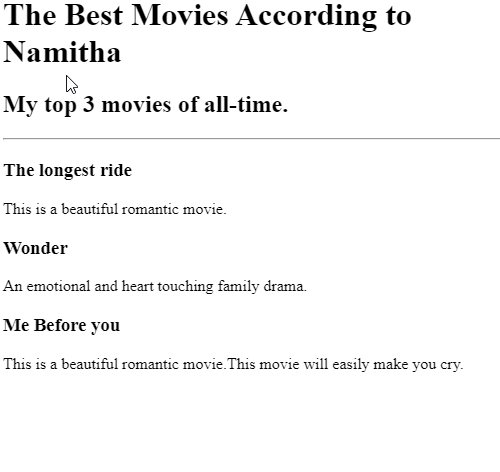 The Best Movies According to
Namitha
My top 3 movies of all-time.
The longest ride
This is a beautiful romantic movie.
Wonder
An emotional and heart touching family drama.
Me Before you
This is a beautiful romantic movie.This movie will easily make you cry.